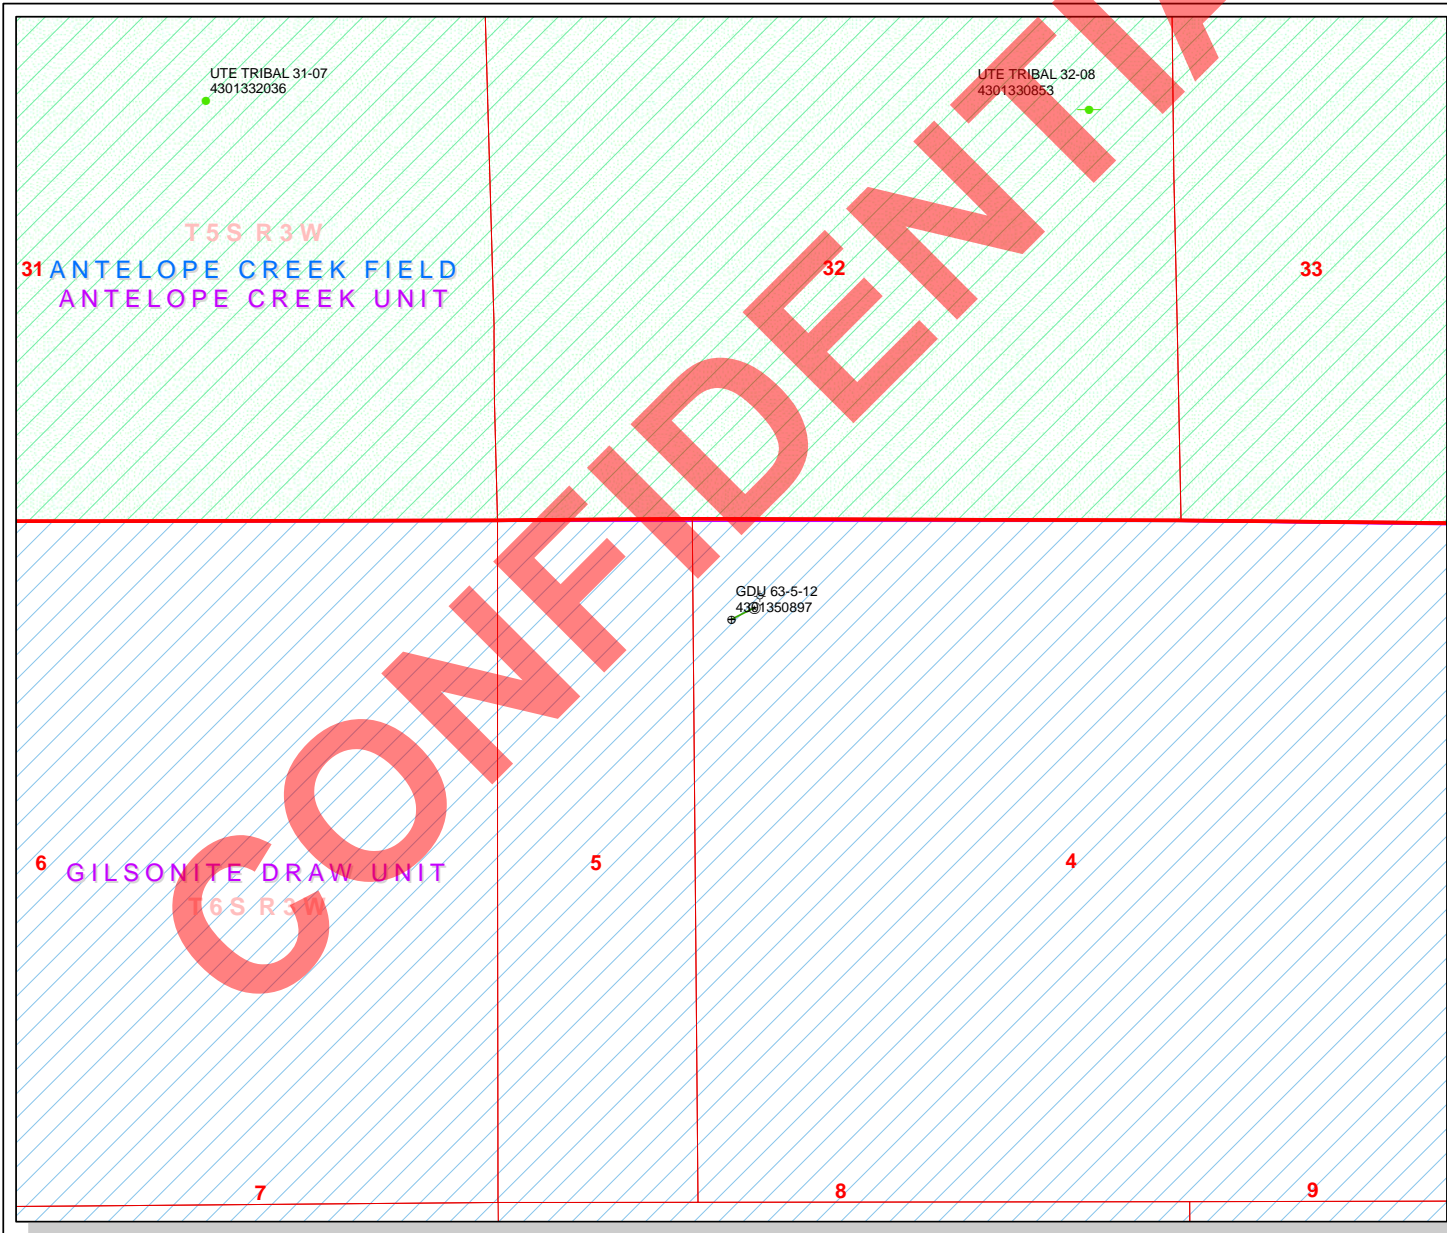 UTE TRIBAL 31-07
4301332036
UTE TRIBAL 32-08
4301330853
T5S R3W
31
ANTELOPE CREEK FIELD
32
33
ANTELOPE CREEK UNIT
GDU 63-5-12
4301350897
6
GILSONITE DRAW UNIT
5
4
T6S R3W
7
8
9
CONFIDENTIA